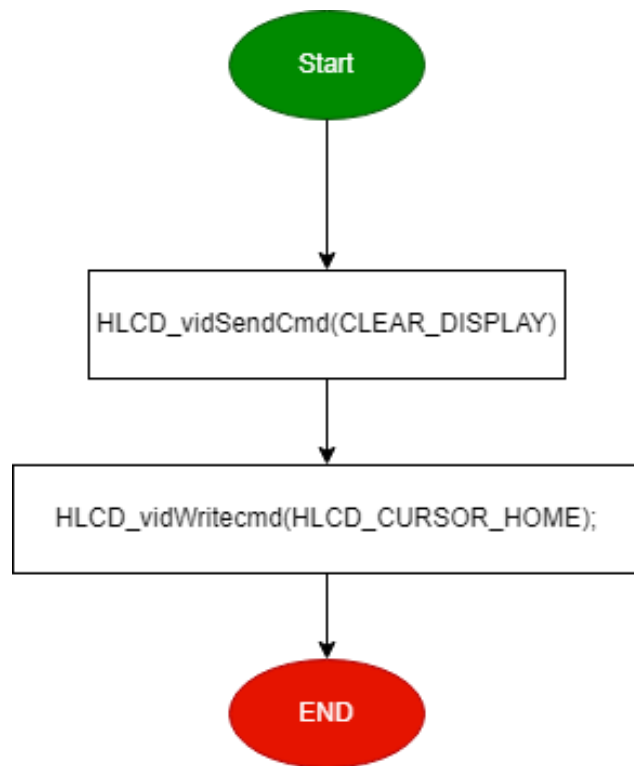 Start
HLCD_vidSendCmd(CLEAR_DISPLAY)
HLCD_vidWritecmd(HLCD_CURSOR_HOME);
END